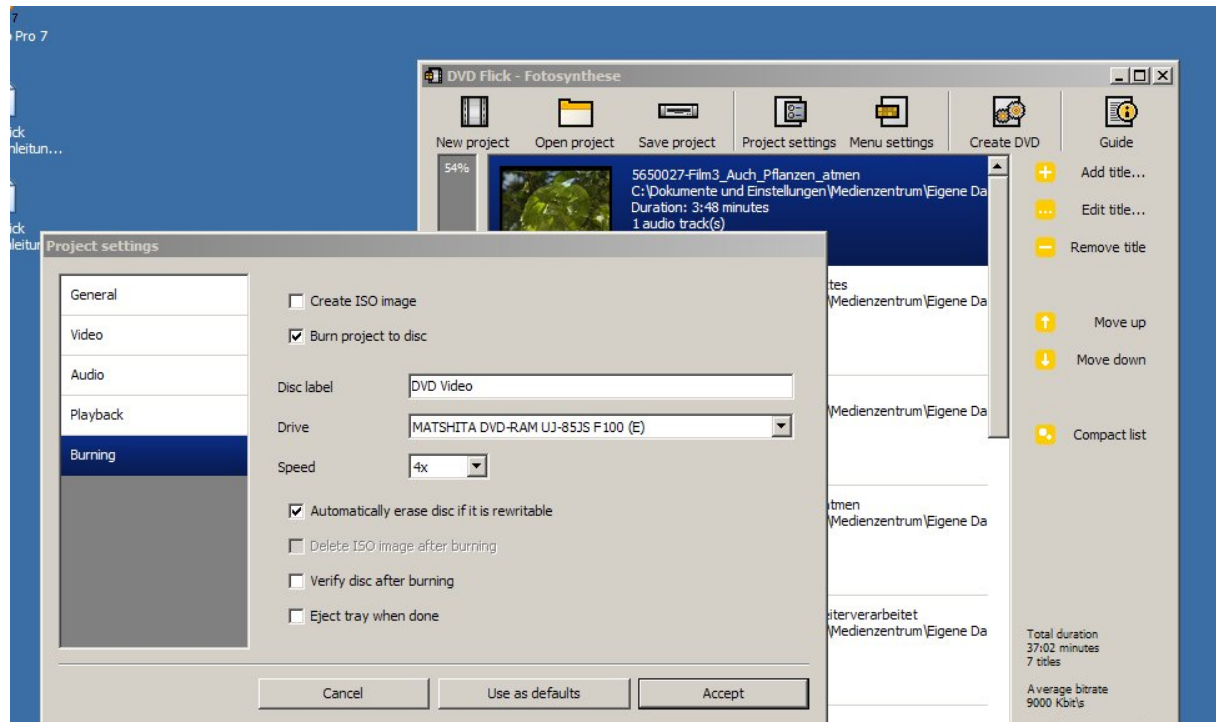 7
Pro 7
ick
nleitun...
ick
leitur
DVD Flick - Fotosynthese
New project Open project Save project Project settings Menu settings Create DVD Guide
54%
5650027-Film3_Auch_Pflanzen_atmen
C:\Dokumente und Einstellungen\Medienzentrum\Eigene Da
Duration: 3:48 minutes
1 audio track(s)
tes
\Medienzentrum\Eigene Da
\Medienzentrum\Eigene Da
atmen
\Medienzentrum\Eigene Da
eiterverarbeitet
\Medienzentrum\Eigene Da
Add title...
Edit title...
Remove title
Move up
Move down
Compact list
Total duration
37:02 minutes
7 titles
Average bitrate
9000 Kbit\s
Project settings
General
Video
Audio
Playback
Burning
Create ISO image
Burn project to disc
Disc label DVD Video
Drive MATSHITA DVD-RAM UJ-85JS F100 (E)
Speed 4x
Automatically erase disc if it is rewritable
Delete ISO image after burning
Verify disc after burning
Eject tray when done
Cancel Use as defaults Accept